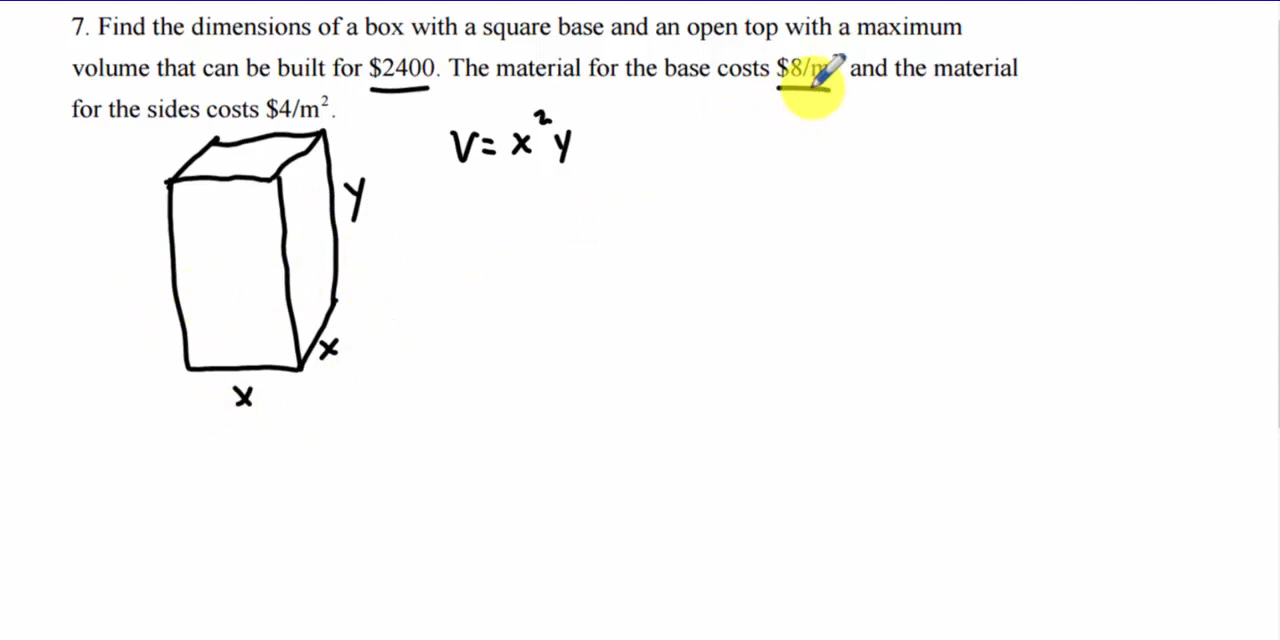 7. Find the dimensions of a box with a square base and an open top with a maximum
volume that can be built for $2400. The material for the base costs $8/m and the material
for the sides costs $4/m².
V = x²y
y
x
x